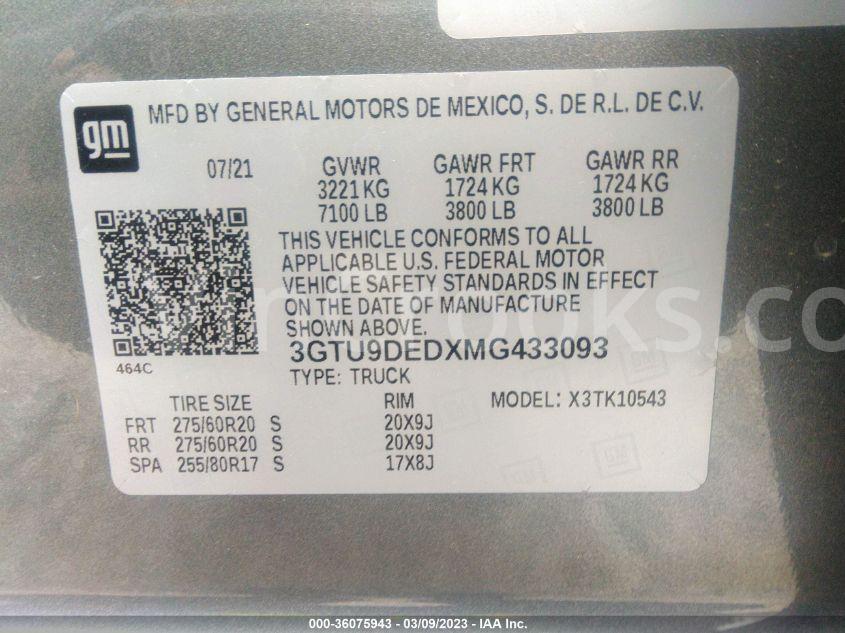 gm
MFD BY GENERAL MOTORS DE MEXICO, S. DE R.L. DE C.V.
07/21 GVWR GAWR FRT GAWR RR
3221 KG 1724 KG 1724 KG
7100 LB 3800 LB 3800 LB
THIS VEHICLE CONFORMS TO ALL
APPLICABLE U.S. FEDERAL MOTOR
VEHICLE SAFETY STANDARDS IN EFFECT
ON THE DATE OF MANUFACTURE
SHOWN ABOVE.
464C
3GTU9DEDXMG433093
TYPE: TRUCK
TIRE SIZE RIM MODEL: X3TK10543
FRT 275/60R20 S 20X9J
RR 275/60R20 S 20X9J
SPA 255/80R17 S 17X8J
GM GM
000-36075943 - 03/09/2023 - IAA Inc.